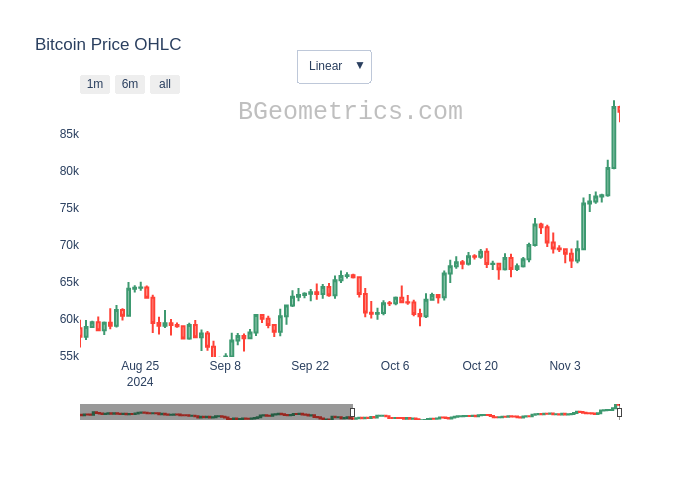 Bitcoin Price OHLC
Linear ▼
1m 6m all
BGeometrics.com
85k
80k
75k
70k
65k
60k
55k
Aug 25 Sep 8 Sep 22 Oct 6 Oct 20 Nov 3
2024